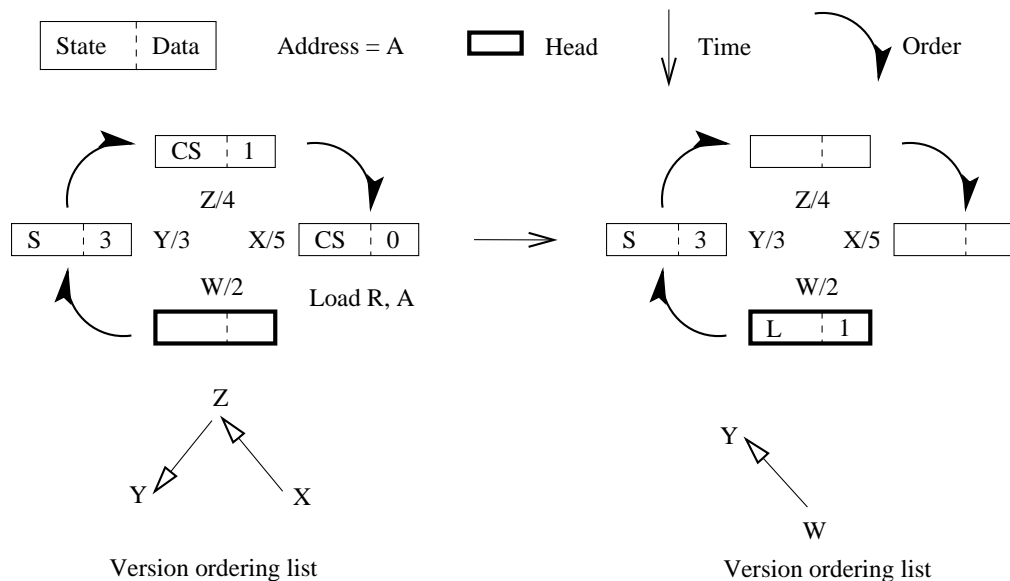 State Data Address = A Head Time Order
CS 1
Z/4
S 3 Y/3 X/5 CS 0
W/2
Load R, A
Z
Y X
Version ordering list
Z/4
S 3 Y/3 X/5
W/2
L 1
Y
W
Version ordering list